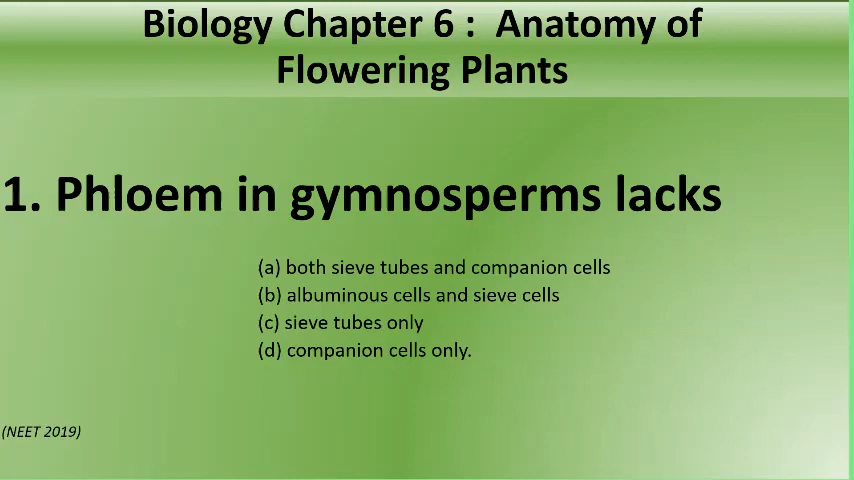 Biology Chapter 6 :  Anatomy of
Flowering Plants
1. Phloem in gymnosperms lacks
(a) both sieve tubes and companion cells
(b) albuminous cells and sieve cells
(c) sieve tubes only
(d) companion cells only.
(NEET 2019)